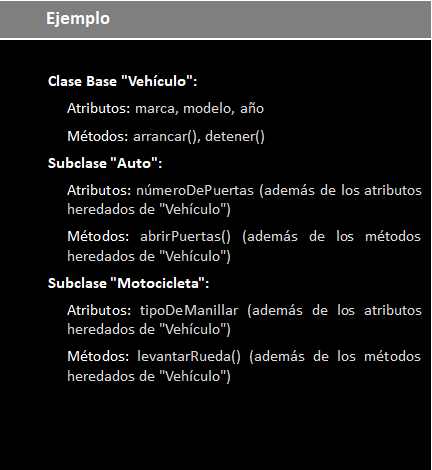 Ejemplo
Clase Base "Vehículo":
Atributos: marca, modelo, año
Métodos: arrancar(), detener()
Subclase "Auto":
Atributos: númeroDePuertas (además de los atributos
heredados de "Vehículo")
Métodos: abrirPuertas() (además de los métodos
heredados de "Vehículo")
Subclase "Motocicleta":
Atributos: tipoDeManillar (además de los atributos
heredados de "Vehículo")
Métodos: levantarRueda() (además de los métodos
heredados de "Vehículo")